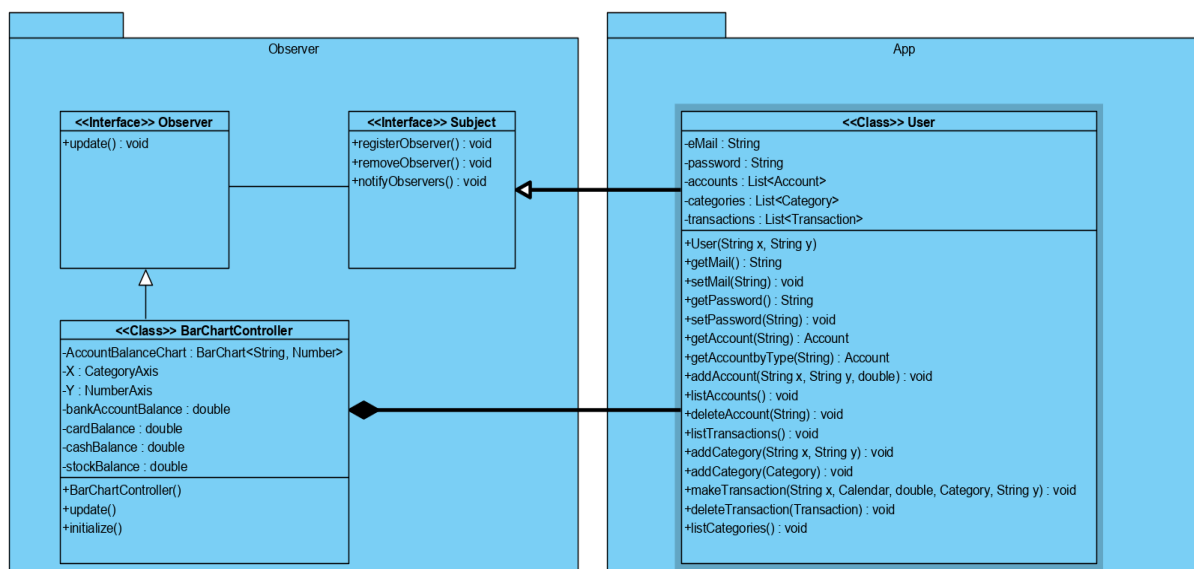 Observer
<<Interface>> Observer
+update() : void
<<Interface>> Subject
+registerObserver() : void
+removeObserver() : void
+notifyObservers() : void
<<Class>> BarChartController
-AccountBalanceChart : BarChart<String, Number>
-X : CategoryAxis
-Y : NumberAxis
-bankAccountBalance : double
-cardBalance : double
-cashBalance : double
-stockBalance : double
+BarChartController()
+update()
+initialize()
App
<<Class>> User
-eMail : String
-password : String
-accounts : List<Account>
-categories : List<Category>
-transactions : List<Transaction>
+User(String x, String y)
+getMail() : String
+setMail(String) : void
+getPassword() : String
+setPassword(String) : void
+getAccount(String) : Account
+getAccountbyType(String) : Account
+addAccount(String x, String y, double) : void
+listAccounts() : void
+deleteAccount(String) : void
+listTransactions() : void
+addCategory(String x, String y) : void
+addCategory(Category) : void
+makeTransaction(String x, Calendar, double, Category, String y) : void
+deleteTransaction(Transaction) : void
+listCategories() : void